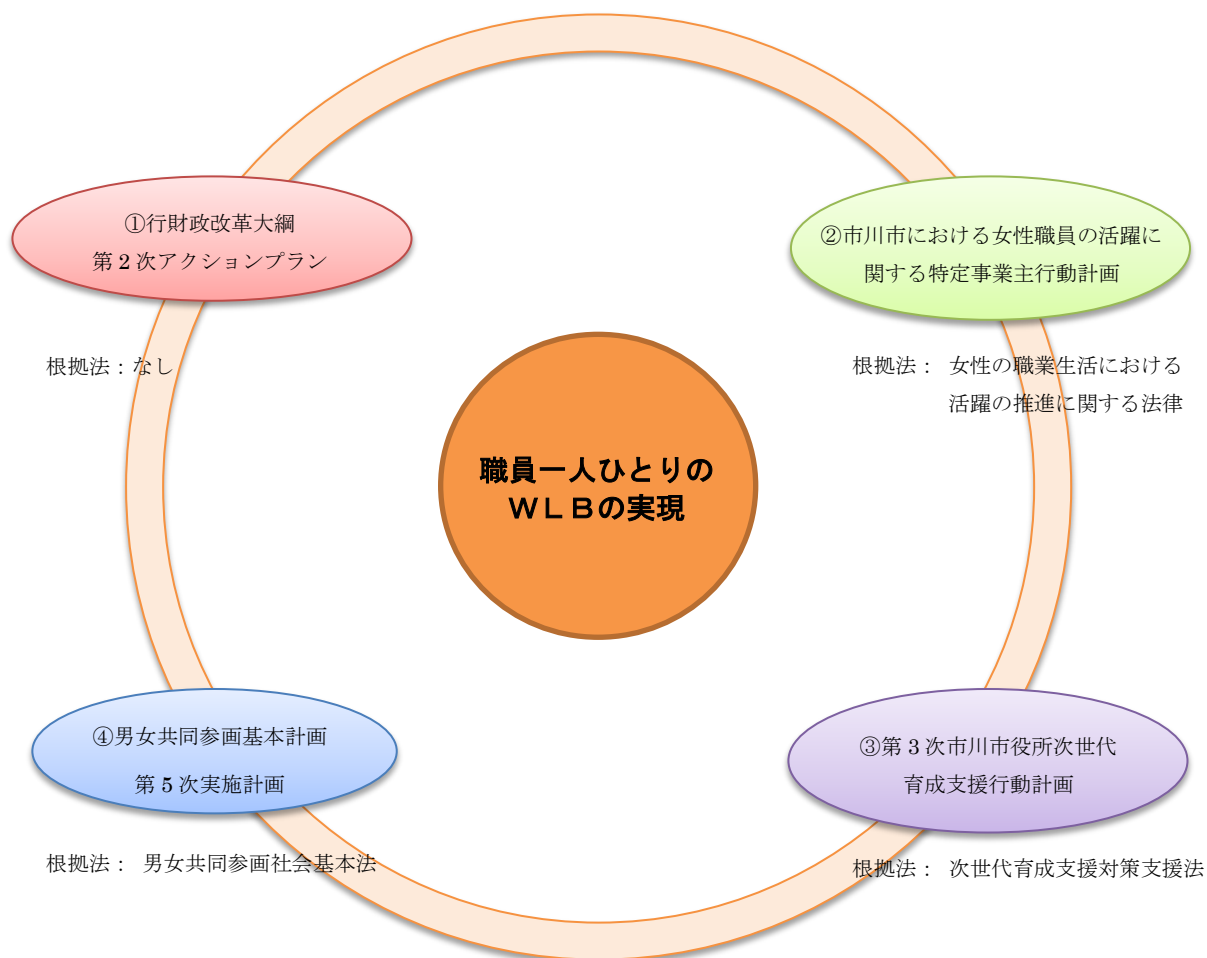 ①行財政改革大綱
第2次アクションプラン
根拠法：なし
②市川市における女性職員の活躍に
関する特定事業主行動計画
根拠法： 女性の職業生活における
活躍の推進に関する法律
職員一人ひとりの
ＷＬＢの実現
④男女共同参画基本計画
第5次実施計画
根拠法： 男女共同参画社会基本法
③第3次市川市役所次世代
育成支援行動計画
根拠法： 次世代育成支援対策支援法